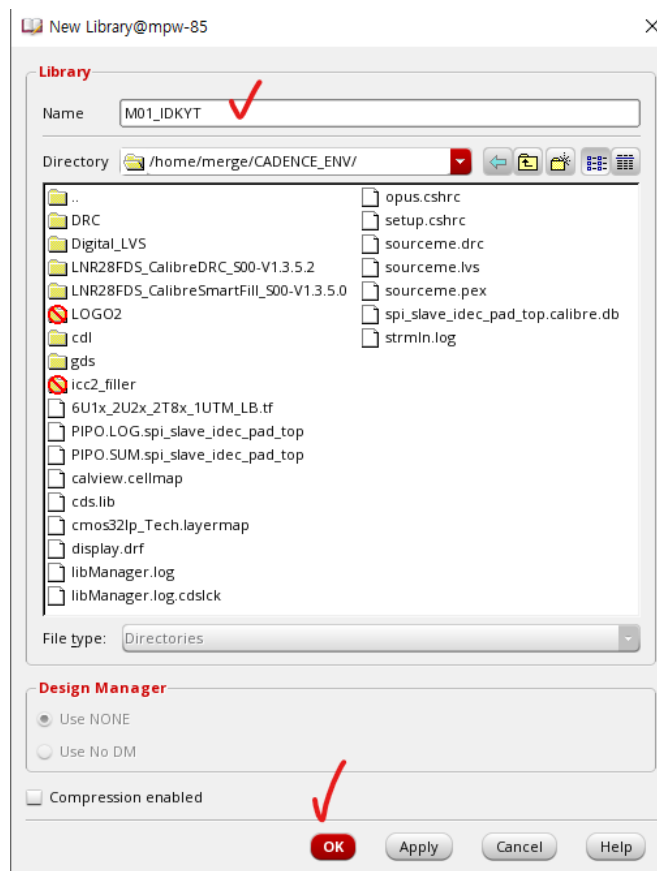 New Library@mpw-85
Library
Name M01_IDKYT
Directory /home/merge/CADENCE_ENV/
..
DRC
Digital_LVS
LNR28FDS_CalibreDRC_S00-V1.3.5.2
LNR28FDS_CalibreSmartFill_S00-V1.3.5.0
LOGO2
cdl
gds
icc2_filler
6U1x_2U2x_2T8x_1UTM_LB.tf
PIPO.LOG.spi_slave_idec_pad_top
PIPO.SUM.spi_slave_idec_pad_top
calview.cellmap
cds.lib
cmos32lp_Tech.layermap
display.drf
libManager.log
libManager.log.cdslck
opus.cshrc
setup.cshrc
sourceme.drc
sourceme.lvs
sourceme.pex
spi_slave_idec_pad_top.calibre.db
strmIn.log
File type: Directories
Design Manager
Use NONE
Use No DM
Compression enabled
OK Apply Cancel Help